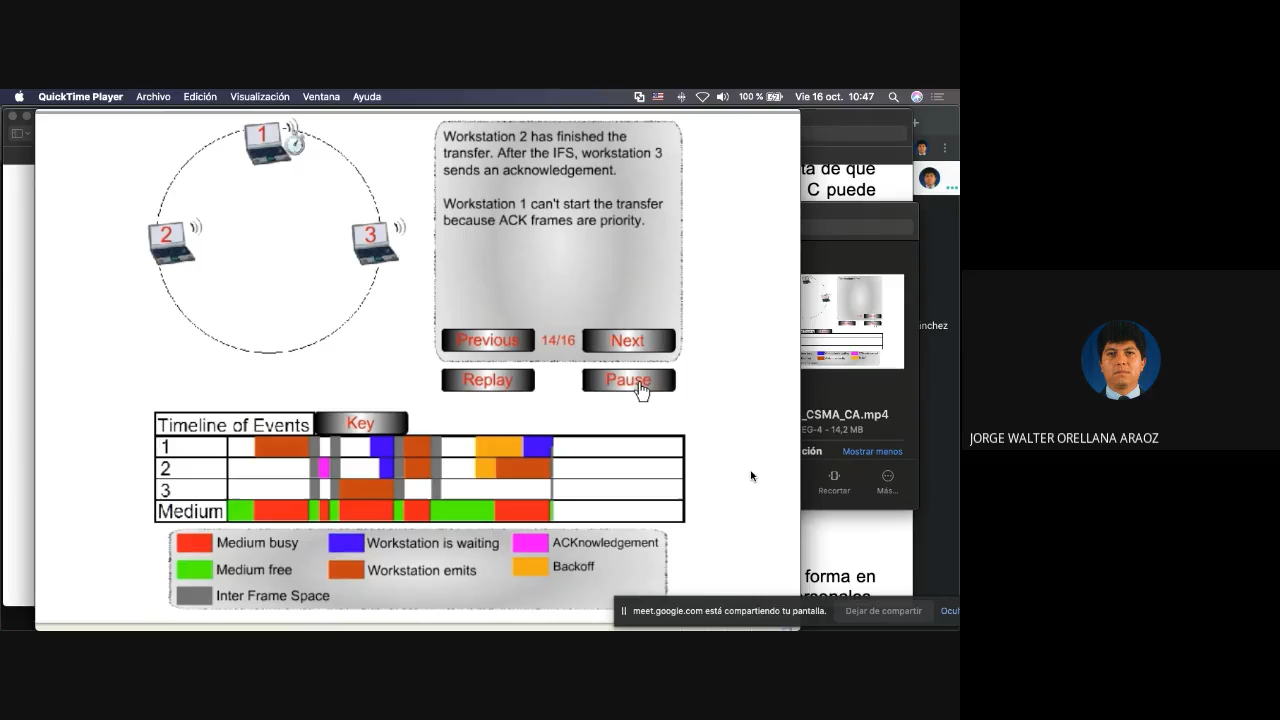 QuickTime Player Archivo Edición Visualización Ventana Ayuda
100 % Vie 16 oct. 10:47
1
2
3
Workstation 2 has finished the
transfer. After the IFS, workstation 3
sends an acknowledgement.
Workstation 1 can't start the transfer
because ACK frames are priority.
Previous 14/16 Next
Replay Pause
Timeline of Events Key
1
2
3
Medium
Medium busy Workstation is waiting ACKnowledgement
Medium free Workstation emits Backoff
Inter Frame Space
de que
C puede
_CSMA_CA.mp4
EG-4 – 14,2 MB
ción Mostrar menos
Recortar Más...
forma en
meet.google.com está compartiendo tu pantalla. Dejar de compartir Ocul
JORGE WALTER ORELLANA ARAOZ